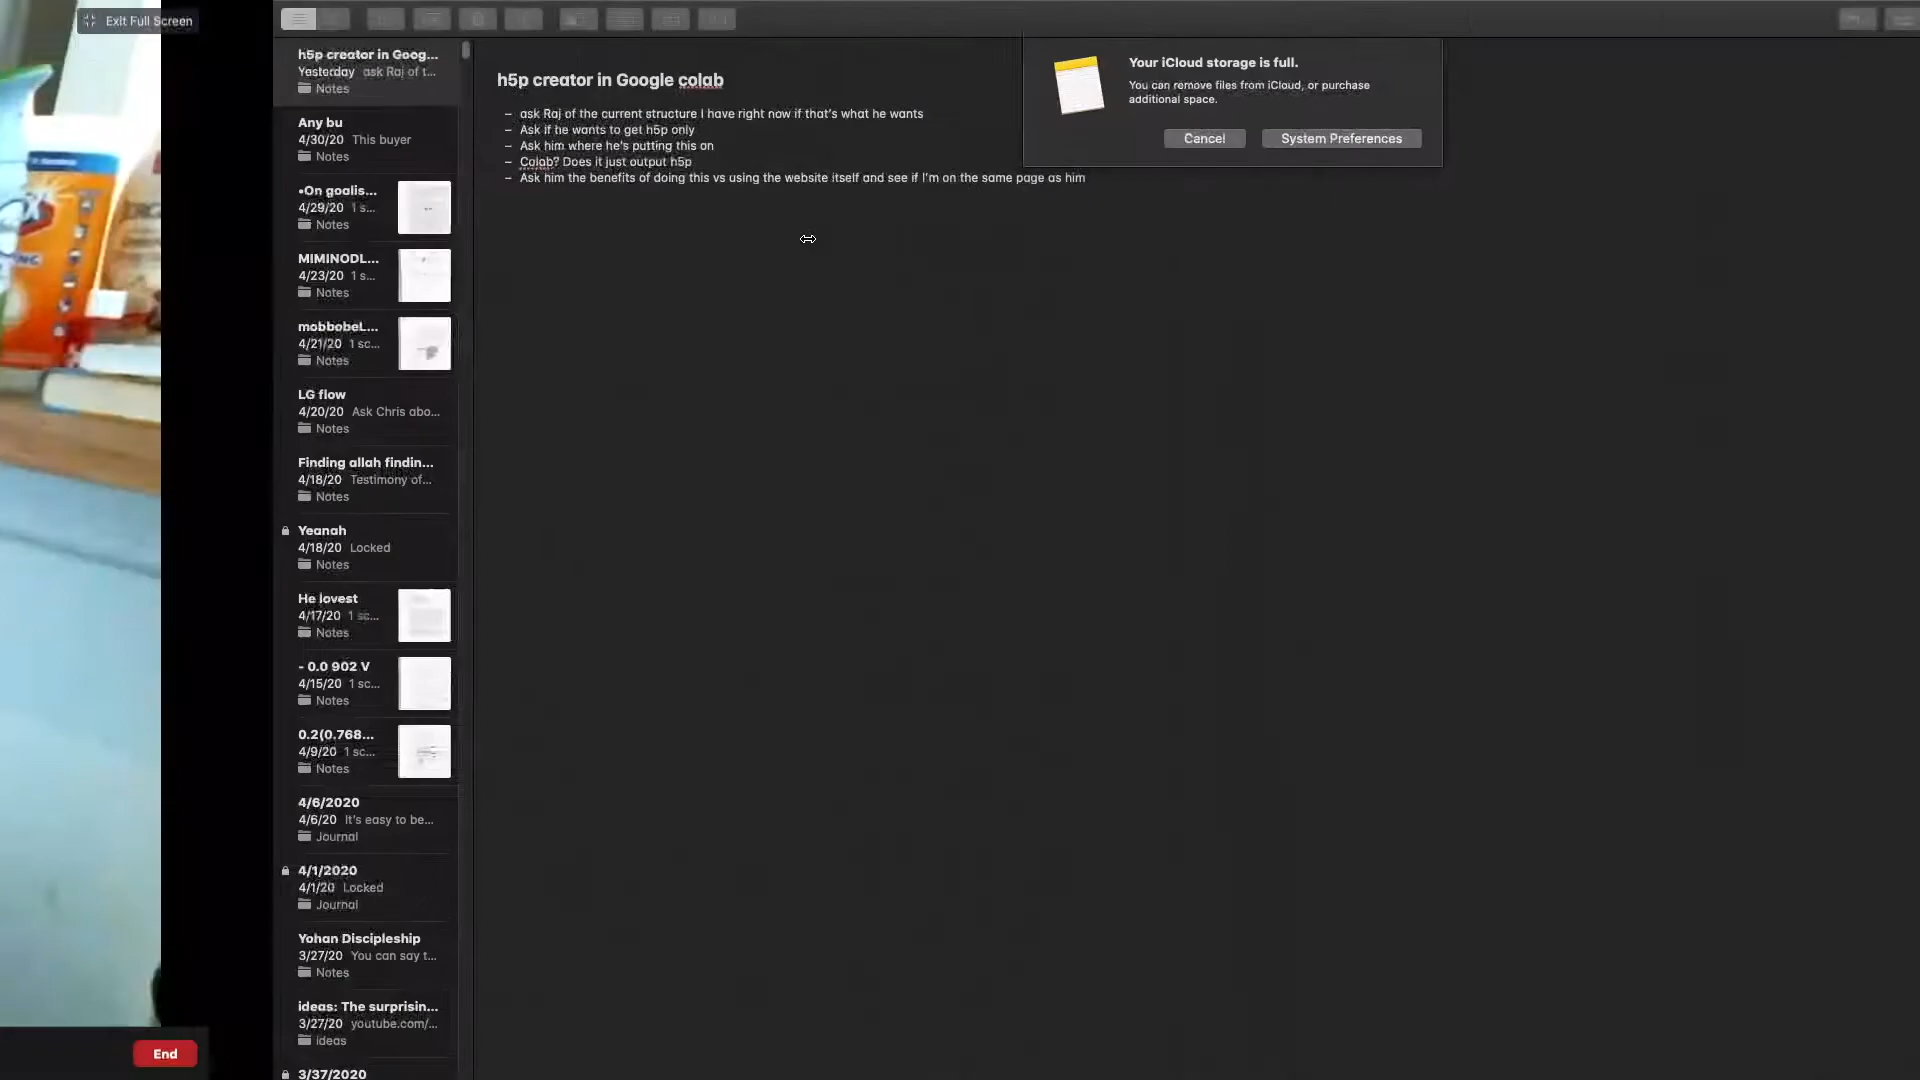 Exit Full Screen
h5p creator in Goog...
Yesterday ask Raj of t...
Notes
Any bu
4/30/20 This buyer
Notes
•On goalis...
4/29/20 1 s...
Notes
MIMINODL...
4/23/20 1 s...
Notes
mobbobeL...
4/21/20 1 sc...
Notes
LG flow
4/20/20 Ask Chris abo...
Notes
Finding allah findin...
4/18/20 Testimony of...
Notes
Yeanah
4/18/20 Locked
Notes
He lovest
4/17/20 1 sc...
Notes
- 0.0 902 V
4/15/20 1 sc...
Notes
0.2(0.768...
4/9/20 1 sc...
Notes
4/6/2020
4/6/20 It's easy to be...
Journal
4/1/2020
4/1/20 Locked
Journal
Yohan Discipleship
3/27/20 You can say t...
Notes
ideas: The surprisin...
3/27/20 youtube.com/...
ideas
3/37/2020
h5p creator in Google colab
– ask Raj of the current structure I have right now if that's what he wants
– Ask if he wants to get h5p only
– Ask him where he's putting this on
– Colab? Does it just output h5p
– Ask him the benefits of doing this vs using the website itself and see if I'm on the same page as him
Your iCloud storage is full.
You can remove files from iCloud, or purchase
additional space.
Cancel
System Preferences
End